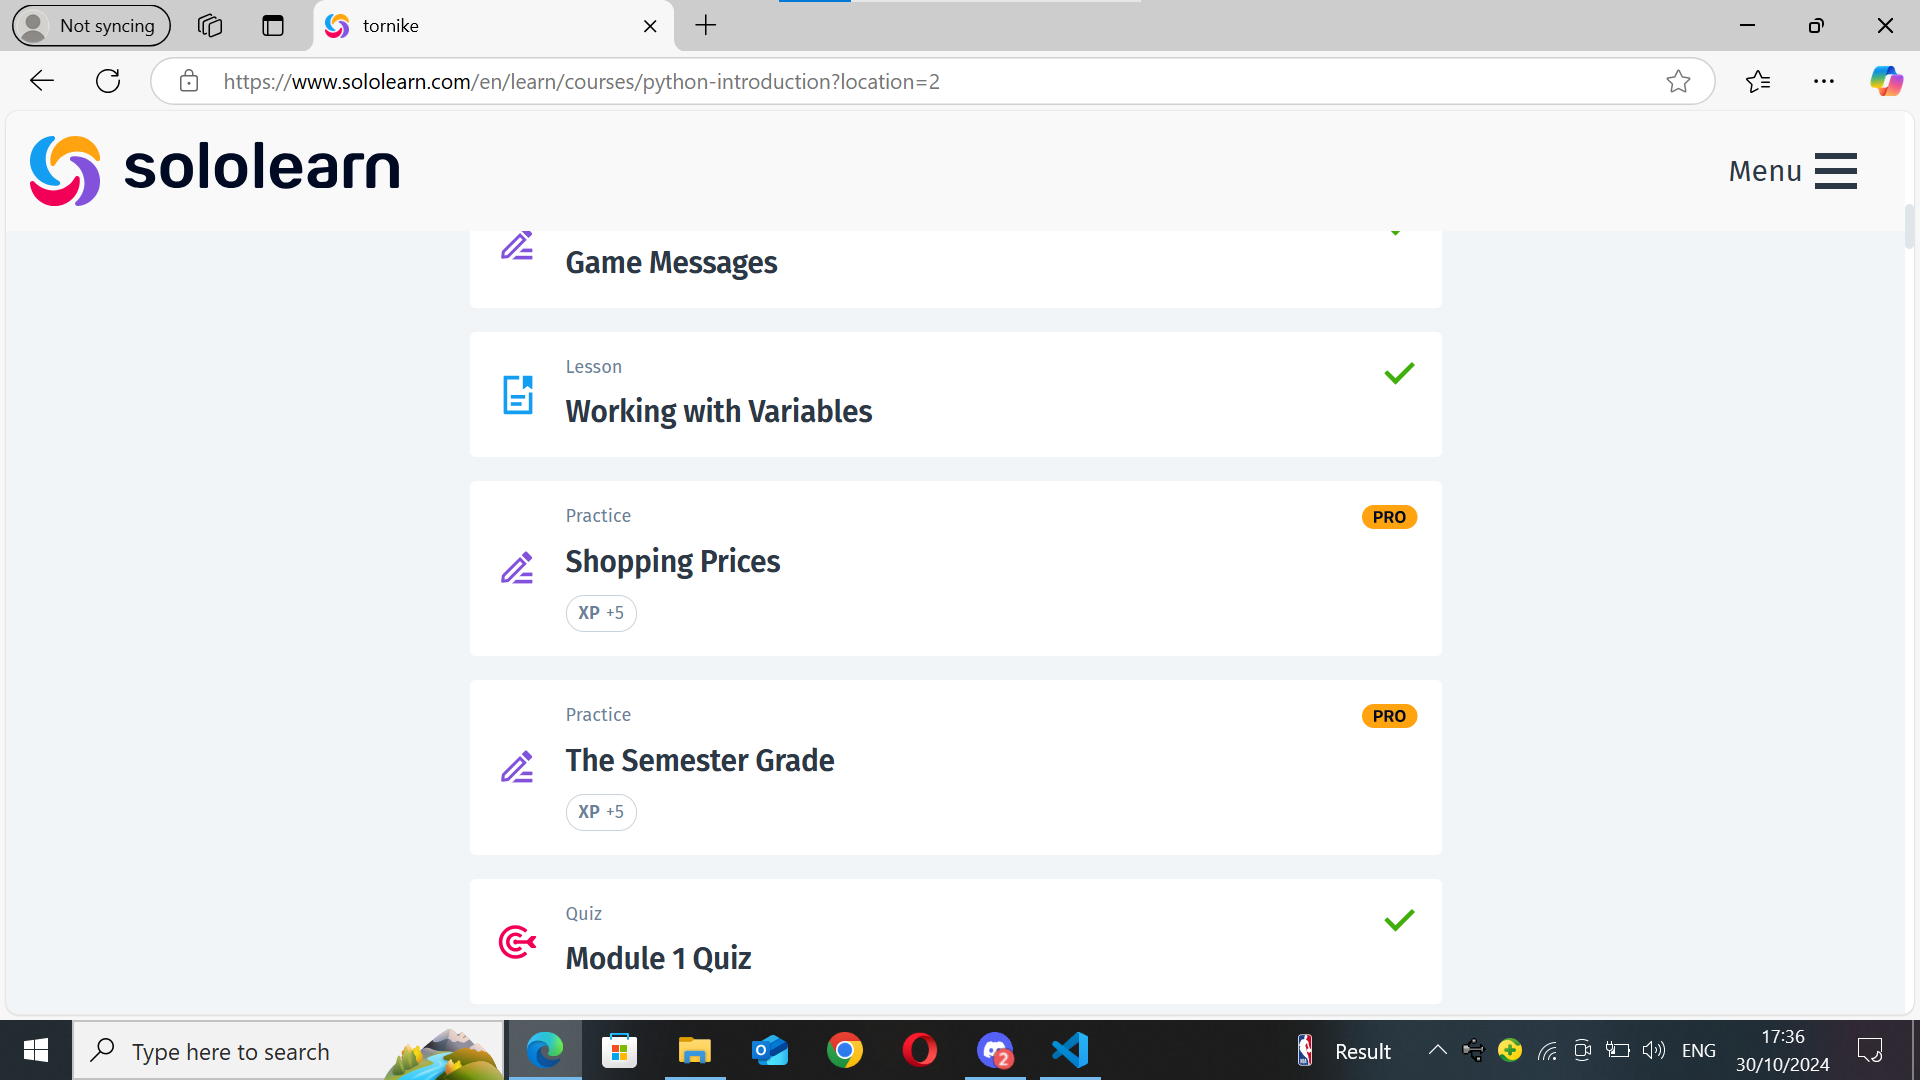 Not syncing
tornike
https://www.sololearn.com/en/learn/courses/python-introduction?location=2
sololearn
Menu
Game Messages
Lesson
Working with Variables
Practice
PRO
Shopping Prices
XP +5
Practice
PRO
The Semester Grade
XP +5
Quiz
Module 1 Quiz
Type here to search
2
Result
ENG
17:36
30/10/2024